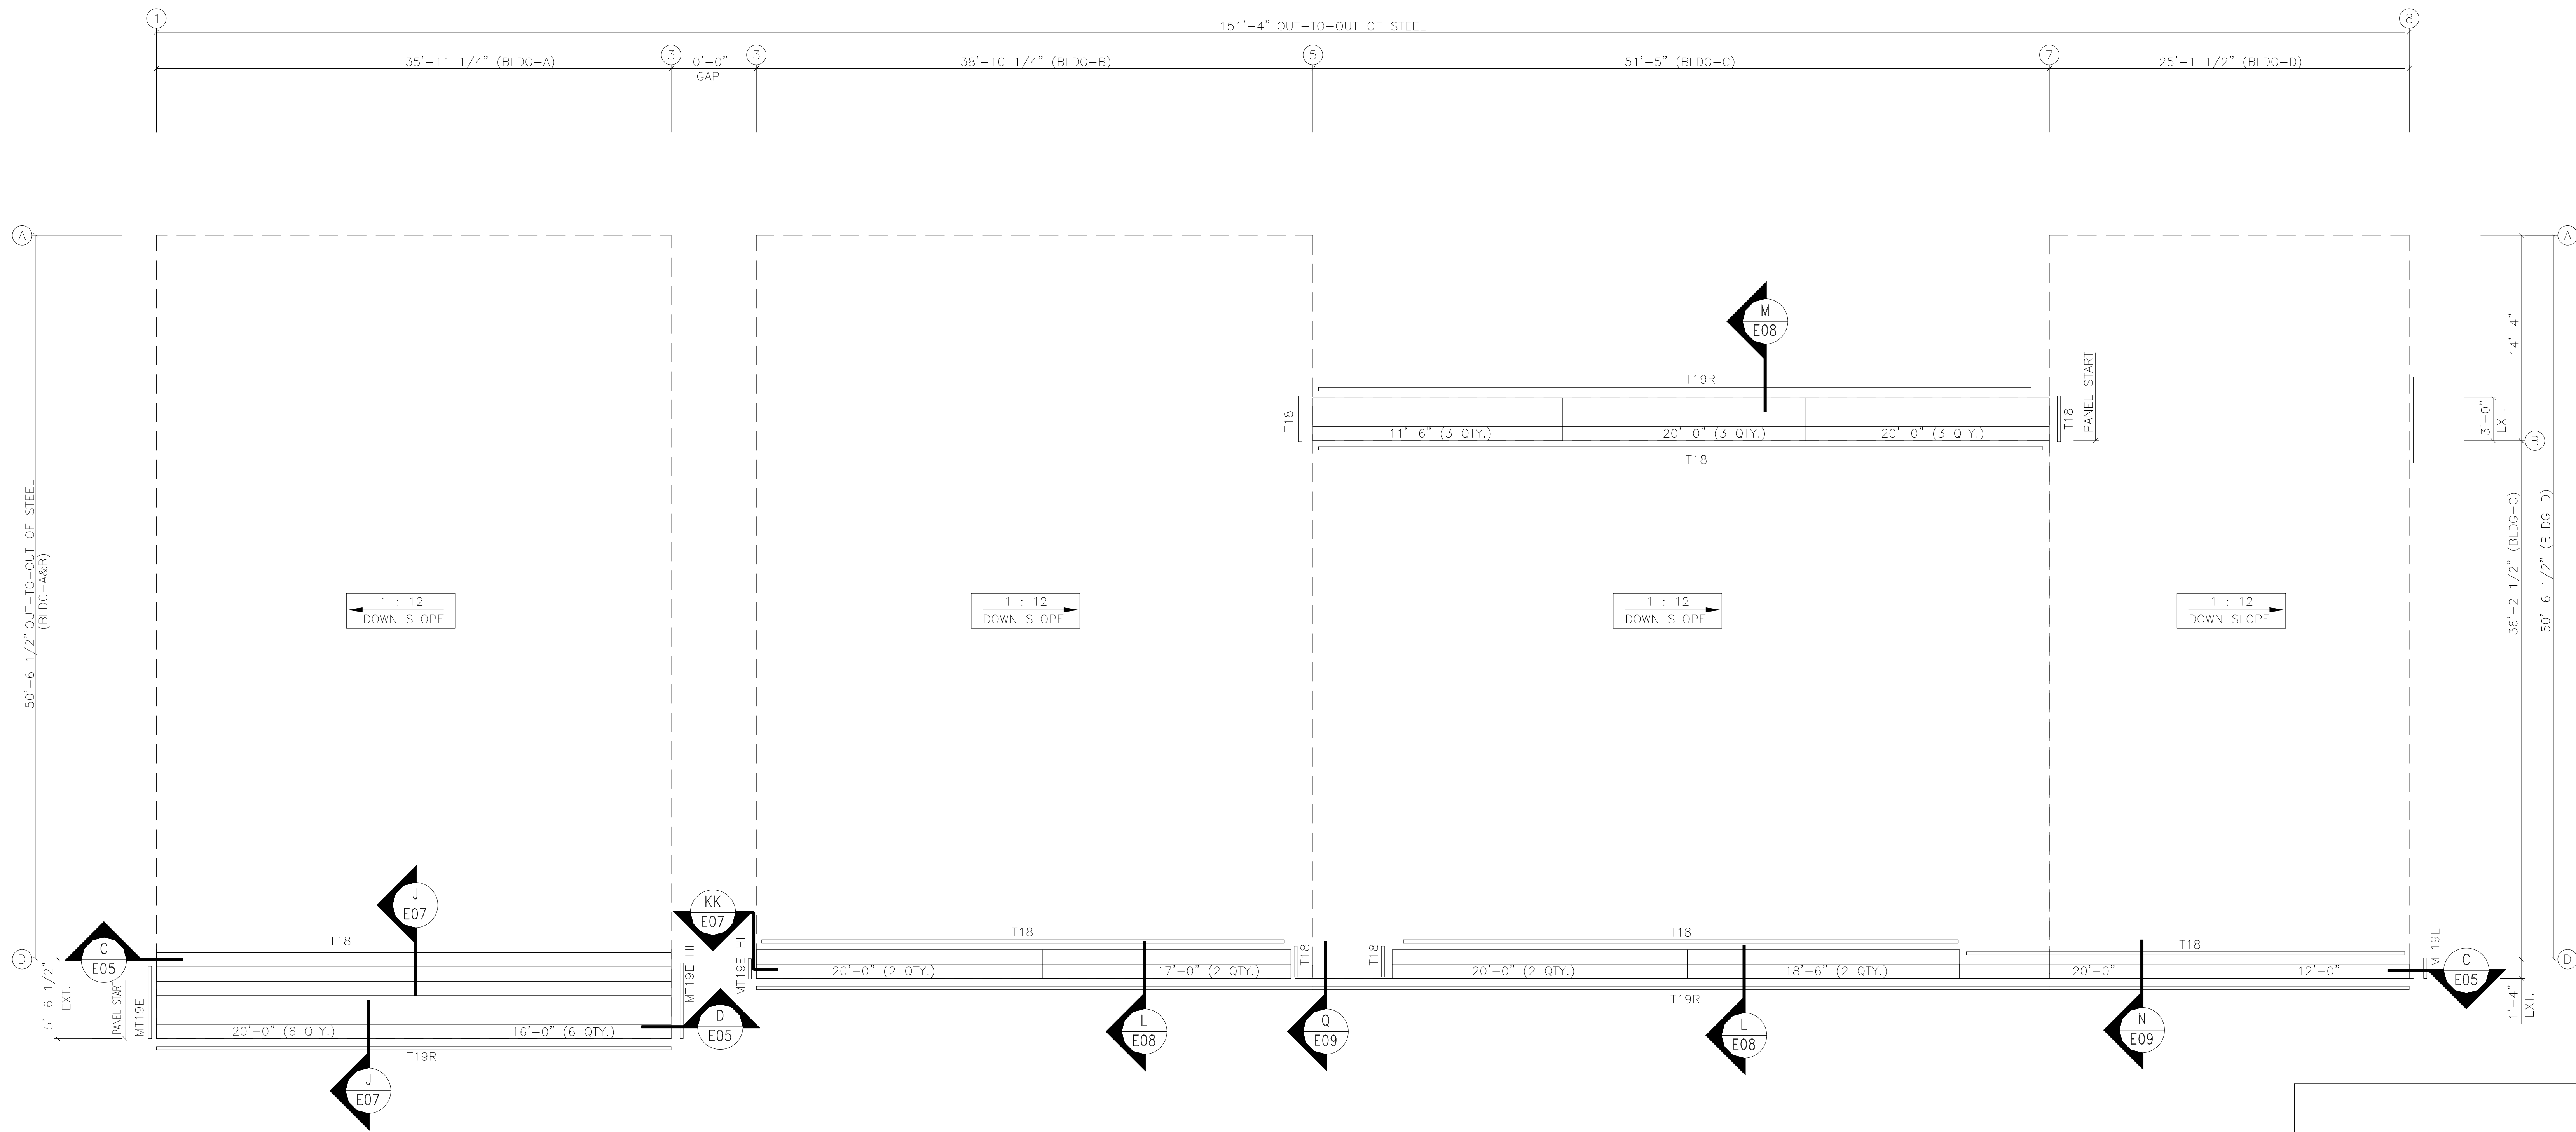 1
8
151'-4" OUT-TO-OUT OF STEEL
3
3
5
7
35'-11 1/4" (BLDG-A)
0'-0"
GAP
38'-10 1/4" (BLDG-B)
51'-5" (BLDG-C)
25'-1 1/2" (BLDG-D)
A
A
M
E08
14'-4"
T19R
PANEL START
T18
T18
3'-0"
EXT.
11'-6" (3 QTY.)
20'-0" (3 QTY.)
20'-0" (3 QTY.)
B
T18
50'-6 1/2" OUT-TO-OUT OF STEEL
(BLDG-A&B)
36'-2 1/2" (BLDG-C)
50'-6 1/2" (BLDG-D)
1 : 12
DOWN SLOPE
1 : 12
DOWN SLOPE
1 : 12
DOWN SLOPE
1 : 12
DOWN SLOPE
J
E07
KK
E07
T18
T18
T18
T18
MT19E
D
C
E05
MT19E HI
MT19E HI
T18
T18
C
E05
D
20'-0" (2 QTY.)
17'-0" (2 QTY.)
20'-0" (2 QTY.)
18'-6" (2 QTY.)
20'-0"
12'-0"
5'-6 1/2"
EXT.
PANEL START
MT19E
1'-4"
EXT.
T19R
D
E05
20'-0" (6 QTY.)
16'-0" (6 QTY.)
L
E08
Q
E09
L
E08
N
E09
T19R
J
E07